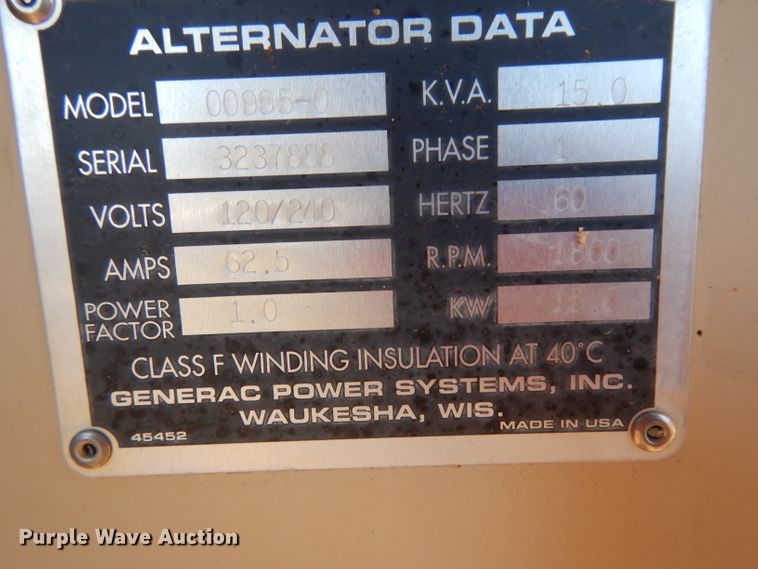 ALTERNATOR DATA
MODEL 00995-0 K.V.A. 15.0
SERIAL 3237888 PHASE 1
VOLTS 120/240 HERTZ 60
AMPS 62.5 R.P.M. 1800
POWER FACTOR 1.0 KW
CLASS F WINDING INSULATION AT 40°C
GENERAC POWER SYSTEMS, INC.
WAUKESHA, WIS.
45452 MADE IN USA
Purple Wave Auction